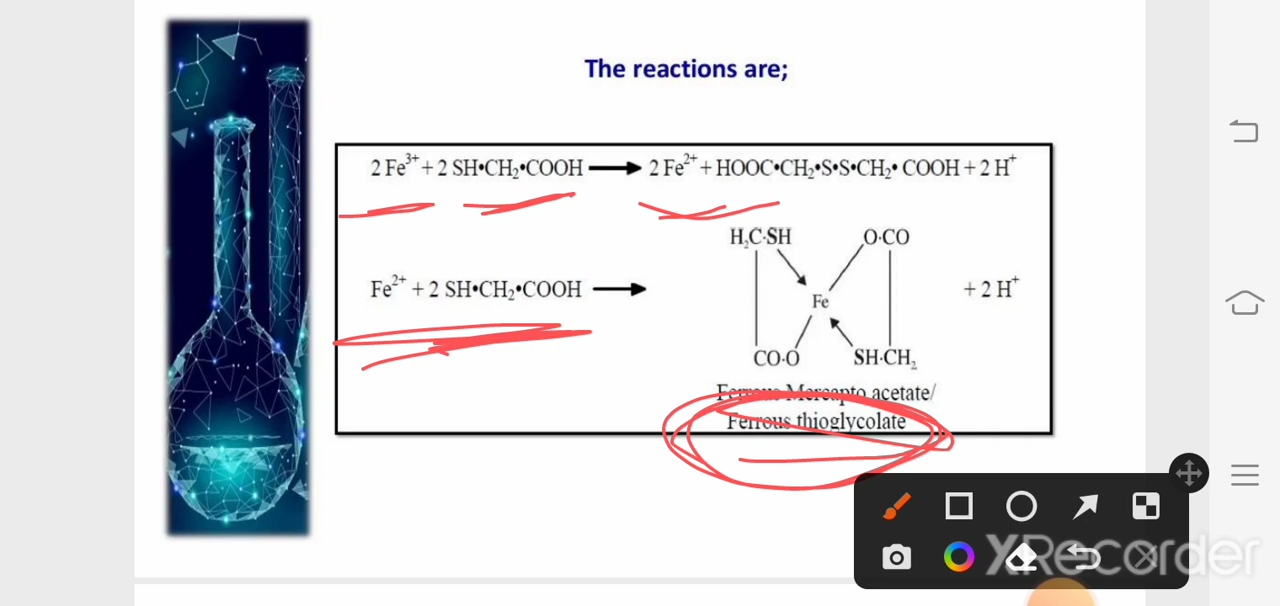 The reactions are;
2 Fe³⁺ + 2 SH•CH₂•COOH → 2 Fe²⁺ + HOOC•CH₂•S•S•CH₂• COOH + 2 H⁺
H₂C·SH O·CO
Fe²⁺ + 2 SH•CH₂•COOH → Fe + 2 H⁺
CO·O SH·CH₂
Ferrous Mercapto acetate/
Ferrous thioglycolate
XRecorder